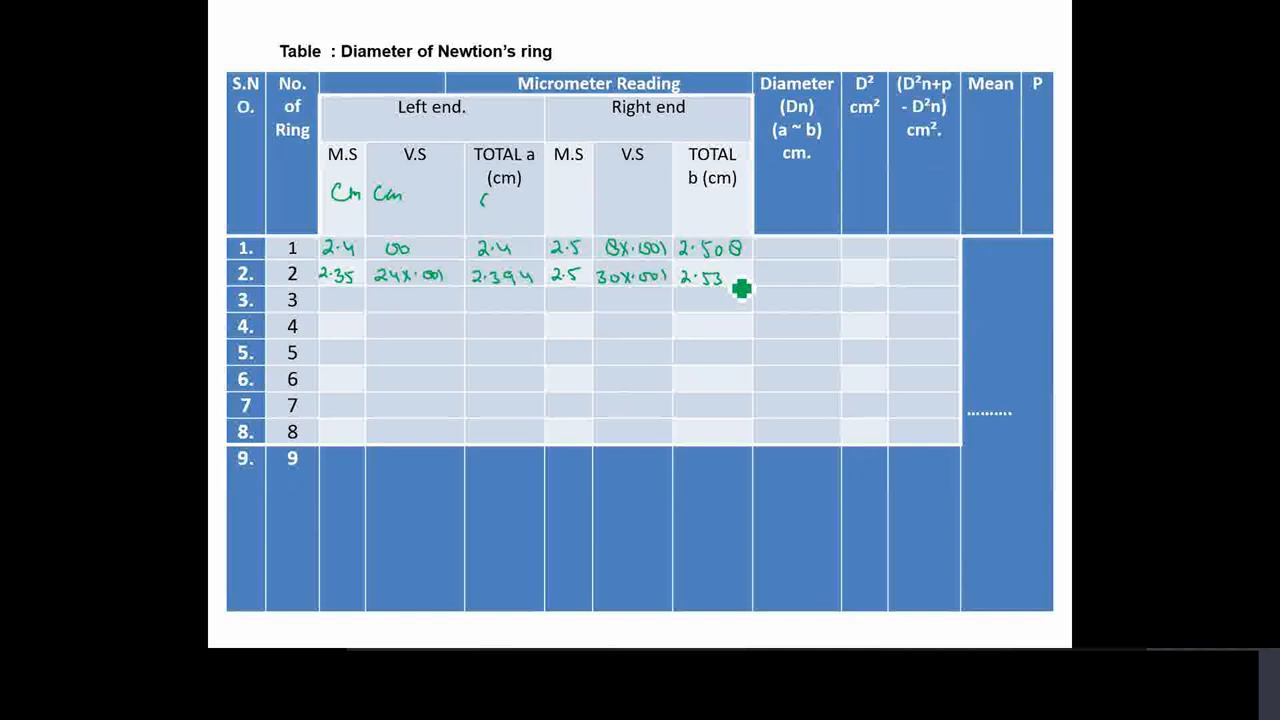 Table : Diameter of Newtion's ring
S.N O. No. of Ring Micrometer Reading Diameter (Dn) (a ~ b) cm. D² cm² (D²n+p - D²n) cm². Mean P
Left end. Right end
M.S V.S TOTAL a (cm) M.S V.S TOTAL b (cm)
Cm Cm
1. 1 2.4 00 2.4 2.5 8x.001 2.508
2. 2 2.35 24x.001 2.394 2.5 30x.001 2.53
3. 3
4. 4
5. 5
6. 6
7 7 ..........
8. 8
9. 9